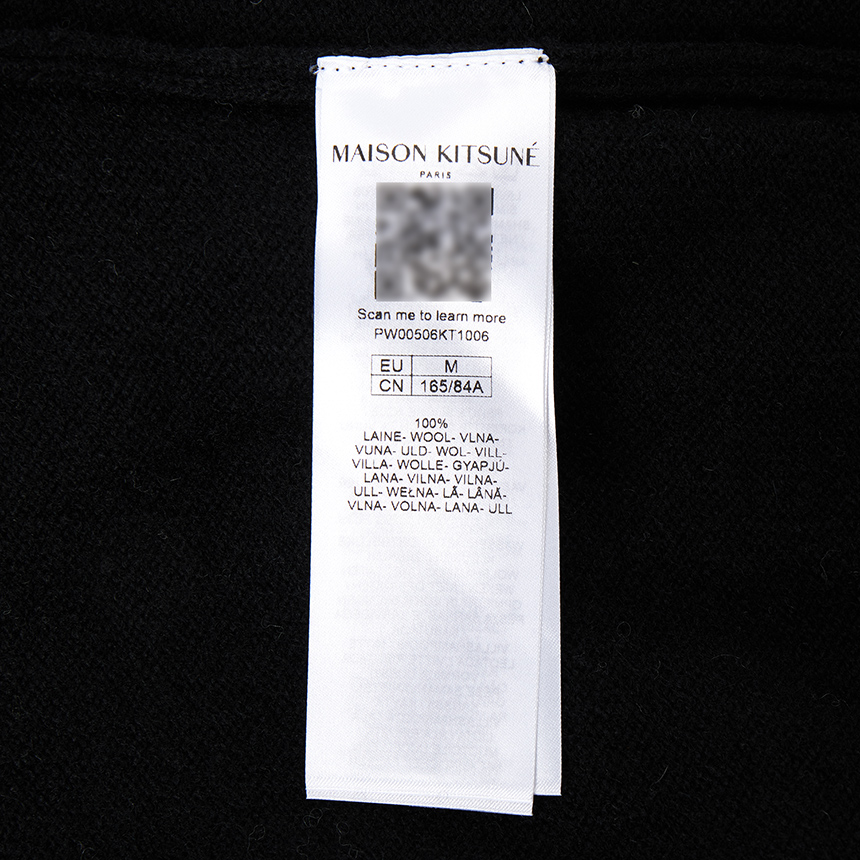 MAISON KITSUNÉ
PARIS
Scan me to learn more
PW00506KT1006
EU M
CN 165/84A
100%
LAINE- WOOL- VLNA-
VUNA- ULD- WOL- VILL-
VILLA- WOLLE- GYAPJÚ-
LANA- VILNA- VILNA-
ULL- WEŁNA- LÃ- LÂNĂ-
VLNA- VOLNA- LANA- ULL